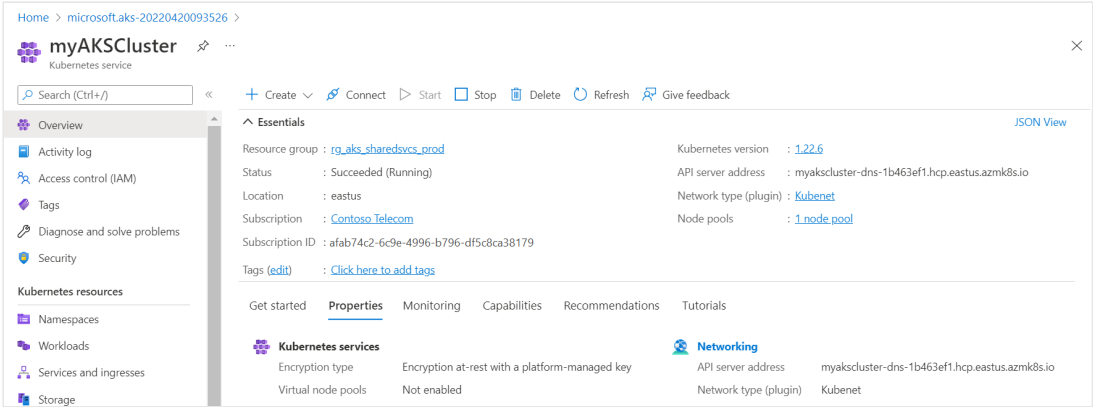 Home > microsoft.aks-20220420093526 >
myAKSCluster ...
Kubernetes service
Search (Ctrl+/) «
Overview
Activity log
Access control (IAM)
Tags
Diagnose and solve problems
Security
Kubernetes resources
Namespaces
Workloads
Services and ingresses
Storage
Create Connect Start Stop Delete Refresh Give feedback
Essentials JSON View
Resource group : rg_aks_sharedsvcs_prod
Status : Succeeded (Running)
Location : eastus
Subscription : Contoso Telecom
Subscription ID : afab74c2-6c9e-4996-b796-df5c8ca38179
Tags (edit) : Click here to add tags
Kubernetes version : 1.22.6
API server address : myakscluster-dns-1b463ef1.hcp.eastus.azmk8s.io
Network type (plugin) : Kubenet
Node pools : 1 node pool
Get started Properties Monitoring Capabilities Recommendations Tutorials
Kubernetes services
Encryption type Encryption at-rest with a platform-managed key
Virtual node pools Not enabled
Networking
API server address myakscluster-dns-1b463ef1.hcp.eastus.azmk8s.io
Network type (plugin) Kubenet